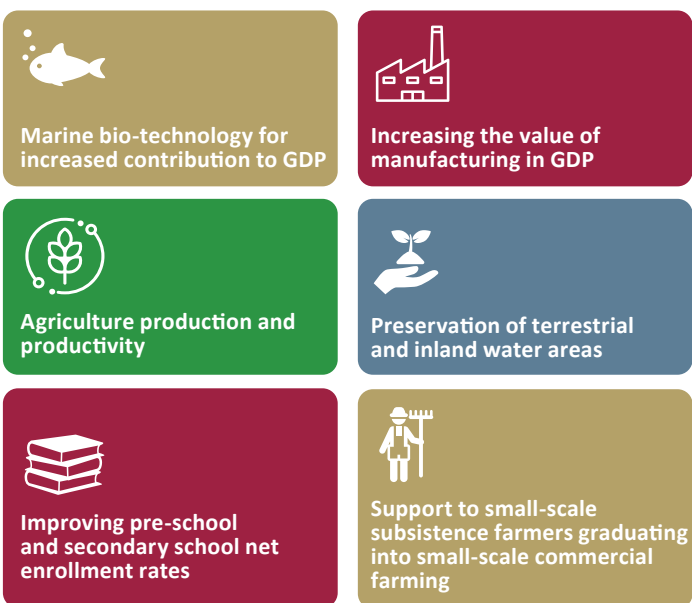 Marine bio-technology for
increased contribution to GDP
Increasing the value of
manufacturing in GDP
Agriculture production and
productivity
Preservation of terrestrial
and inland water areas
Improving pre-school
and secondary school net
enrollment rates
Support to small-scale
subsistence farmers graduating
into small-scale commercial
farming